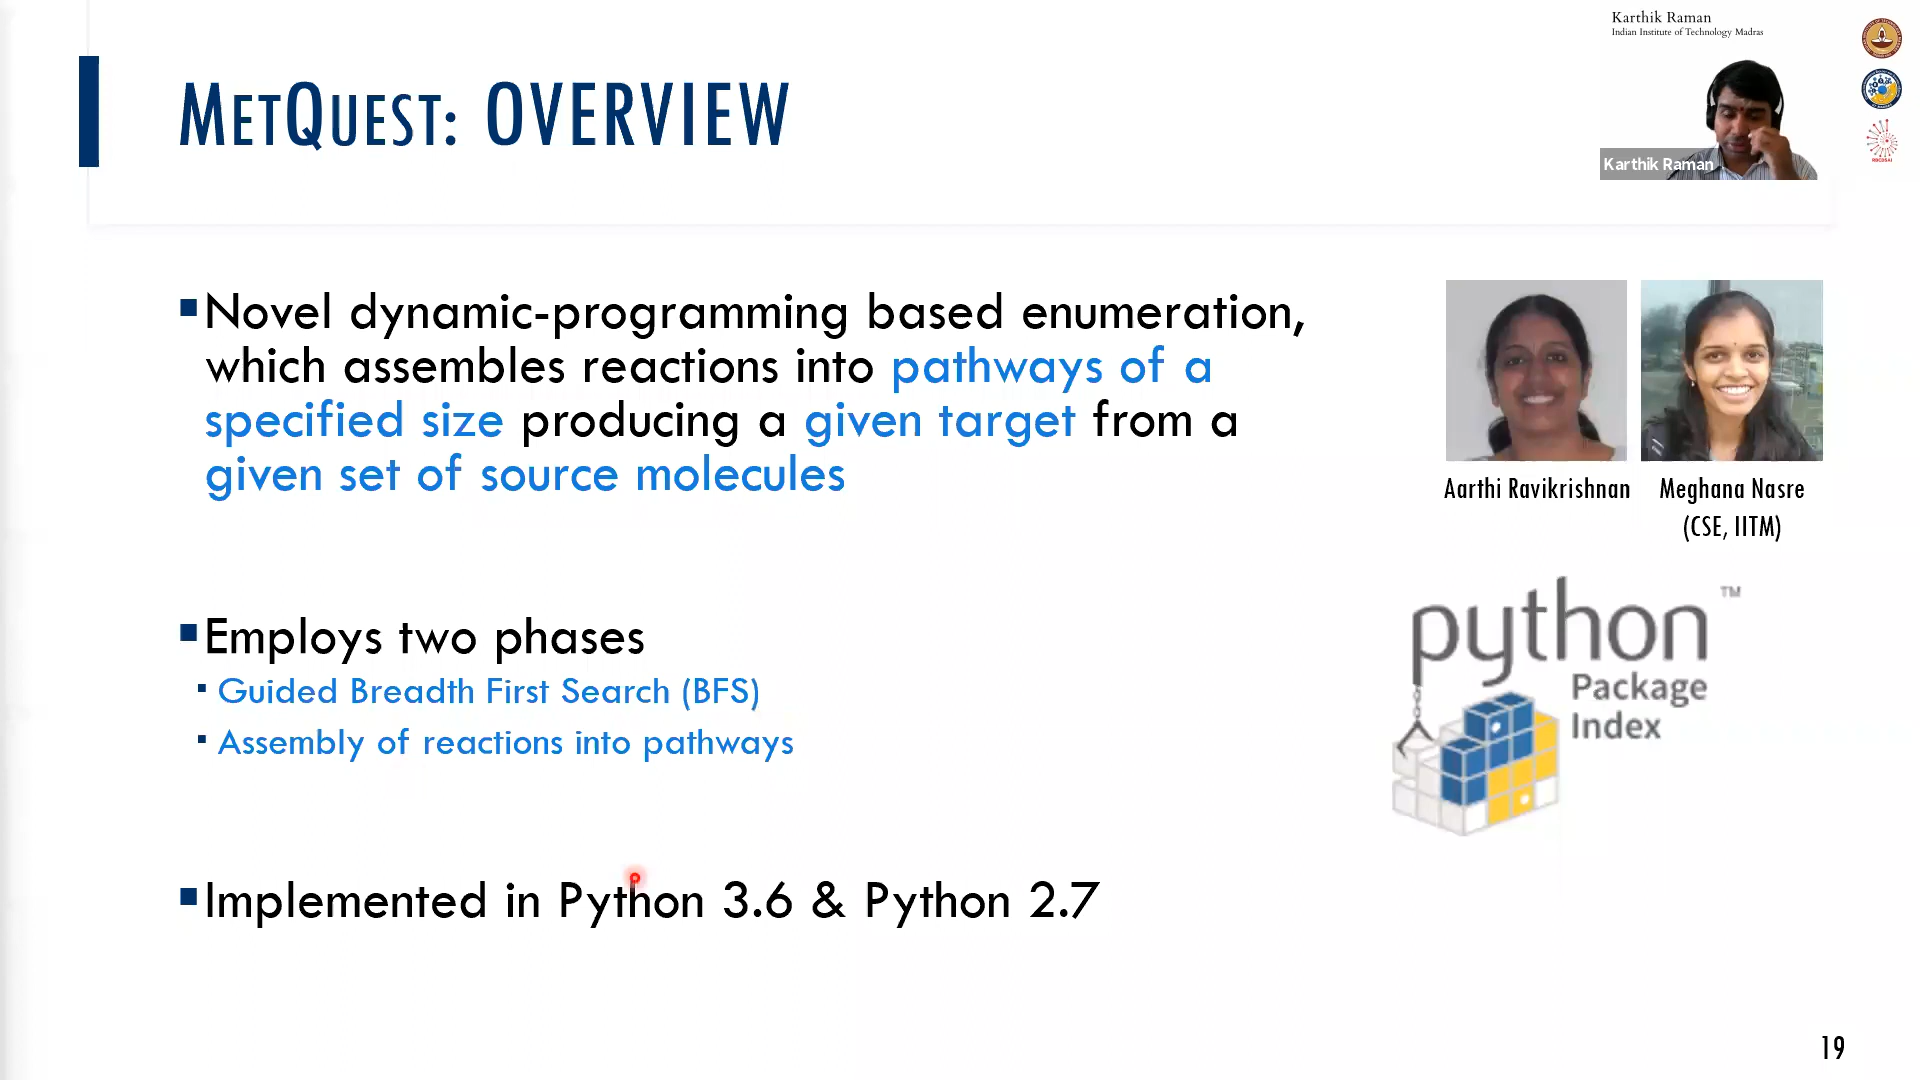 Karthik Raman
Indian Institute of Technology Madras
METQUEST: OVERVIEW
Karthik Raman
RBCDSAI
Novel dynamic-programming based enumeration,
which assembles reactions into pathways of a
specified size producing a given target from a
given set of source molecules
Aarthi Ravikrishnan
Meghana Nasre
(CSE, IITM)
Employs two phases
Guided Breadth First Search (BFS)
Assembly of reactions into pathways
python™
Package
Index
Implemented in Python 3.6 & Python 2.7
19